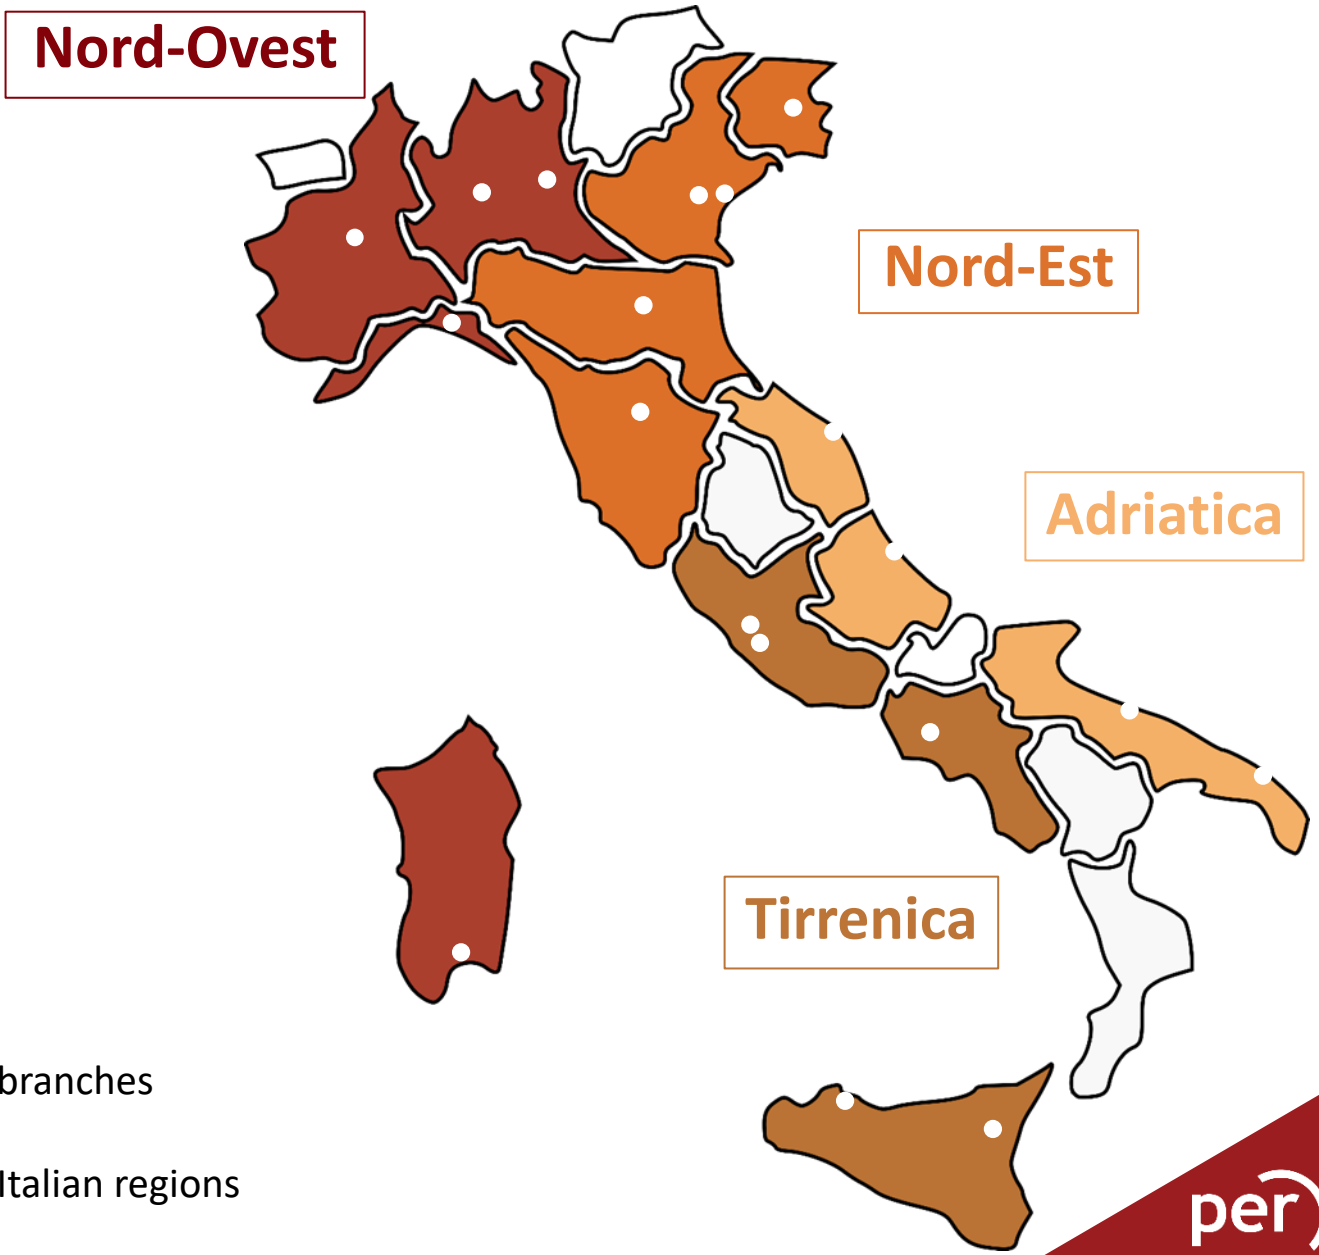 Nord-Ovest
Nord-Est
Adriatica
Tirrenica
branches
Italian regions
per